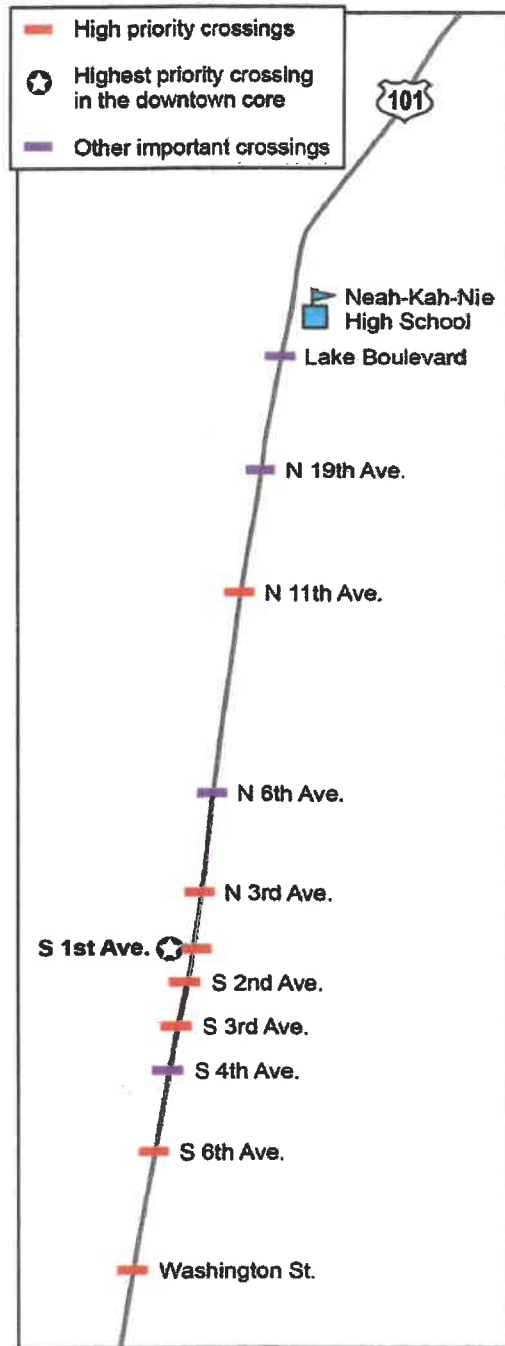 High priority crossings
Highest priority crossing
in the downtown core
Other important crossings
101
Neah-Kah-Nie
High School
Lake Boulevard
N 19th Ave.
N 11th Ave.
N 6th Ave.
N 3rd Ave.
S 1st Ave.
S 2nd Ave.
S 3rd Ave.
S 4th Ave.
S 6th Ave.
Washington St.